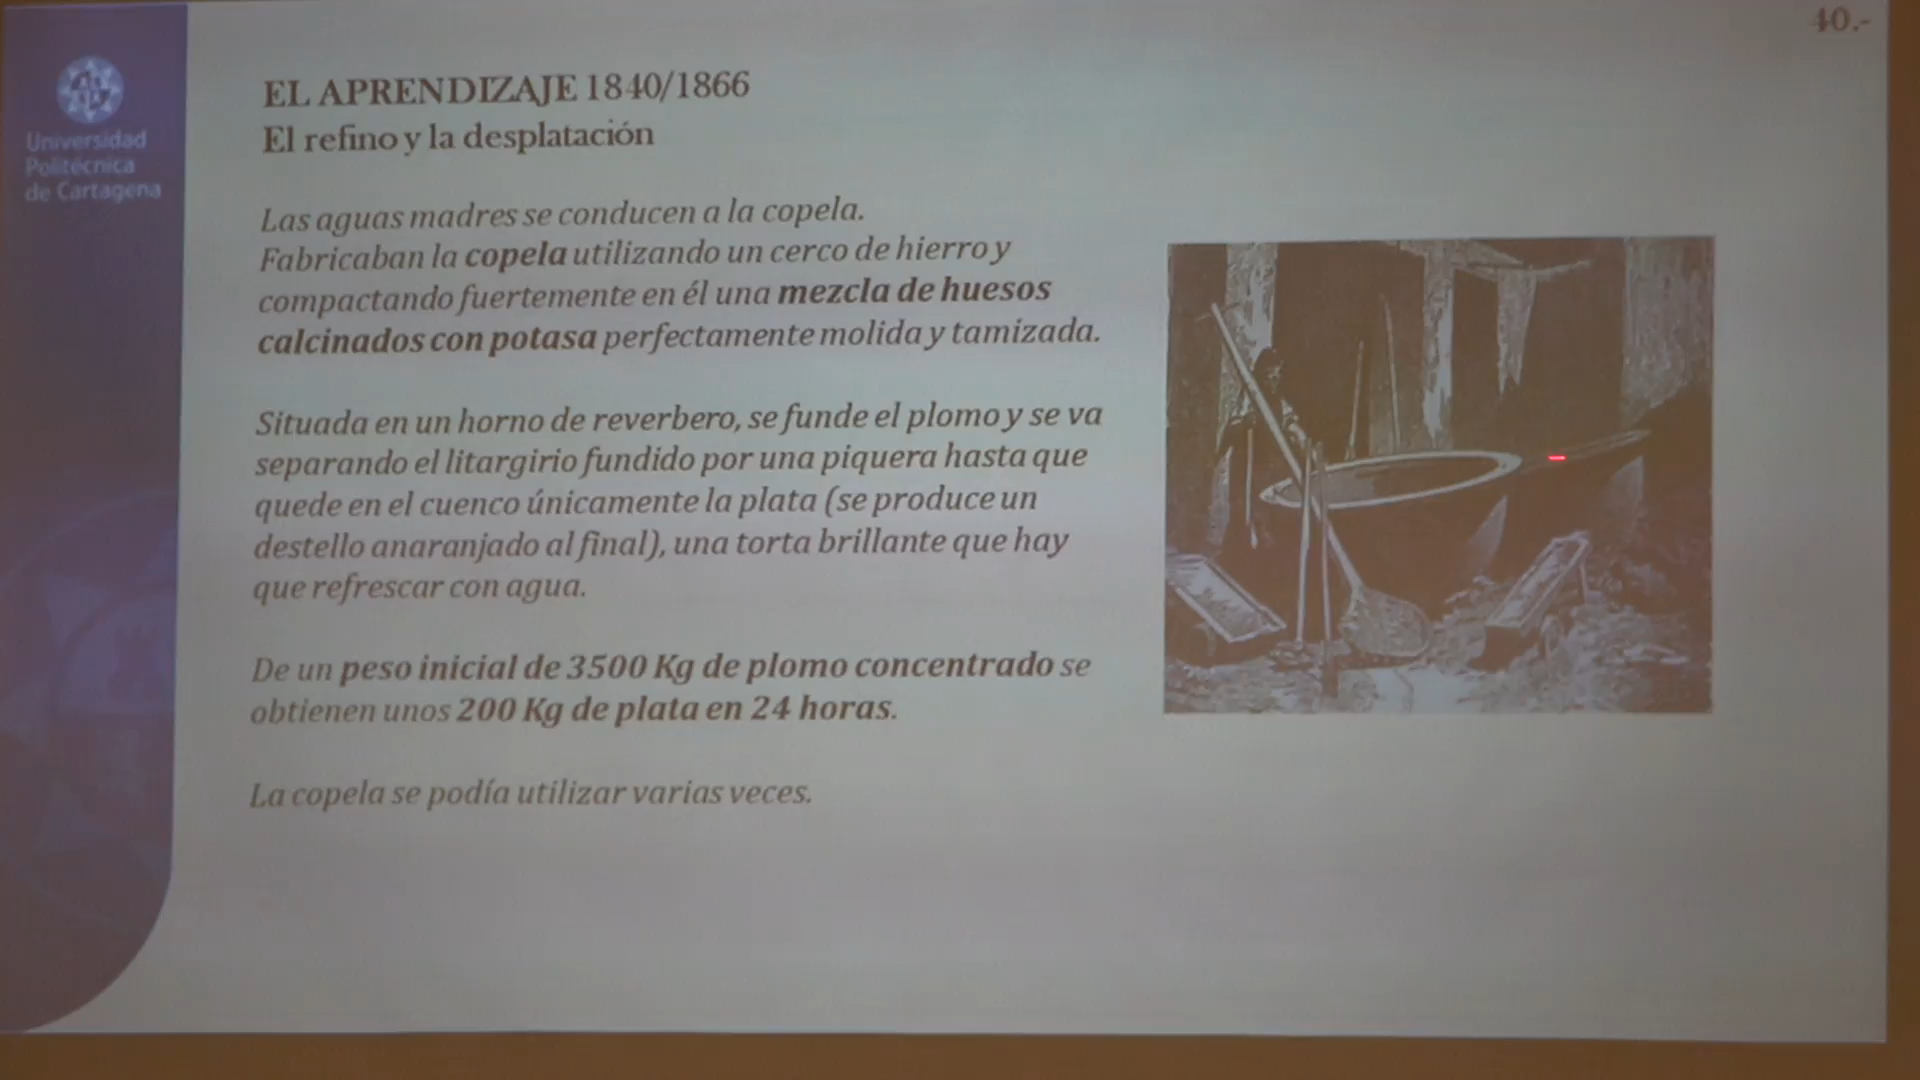 40.-
Universidad
Politécnica
de Cartagena
EL APRENDIZAJE 1840/1866
El refino y la desplatación
Las aguas madres se conducen a la copela.
Fabricaban la copela utilizando un cerco de hierro y
compactando fuertemente en él una mezcla de huesos
calcinados con potasa perfectamente molida y tamizada.
Situada en un horno de reverbero, se funde el plomo y se va
separando el litargirio fundido por una piquera hasta que
quede en el cuenco únicamente la plata (se produce un
destello anaranjado al final), una torta brillante que hay
que refrescar con agua.
De un peso inicial de 3500 Kg de plomo concentrado se
obtienen unos 200 Kg de plata en 24 horas.
La copela se podía utilizar varias veces.